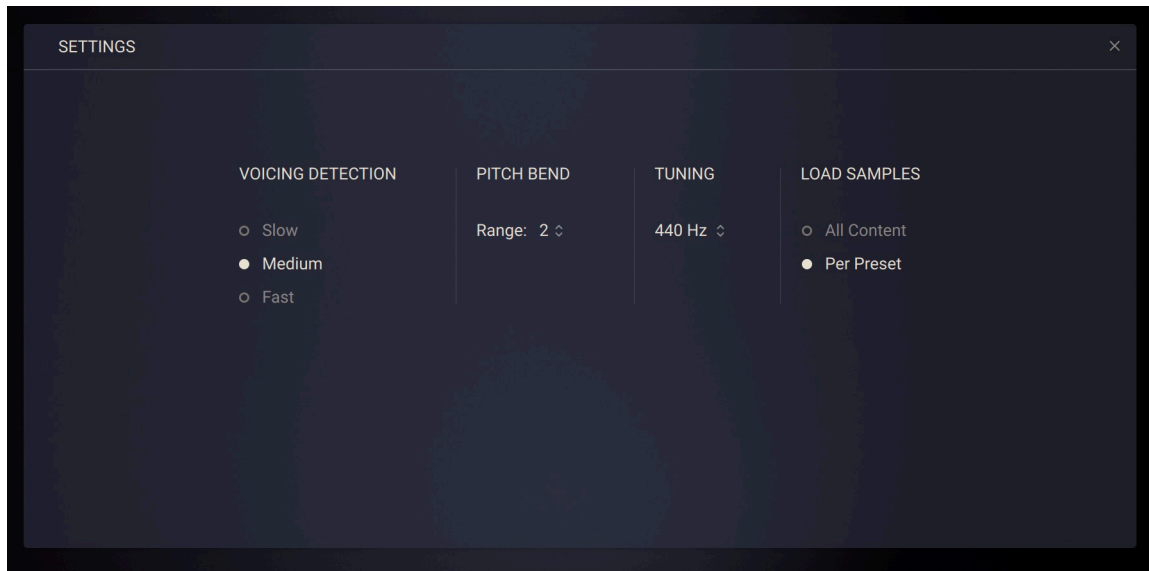 SETTINGS
VOICING DETECTION
Slow
Medium
Fast
PITCH BEND
Range: 2
TUNING
440 Hz
LOAD SAMPLES
All Content
Per Preset